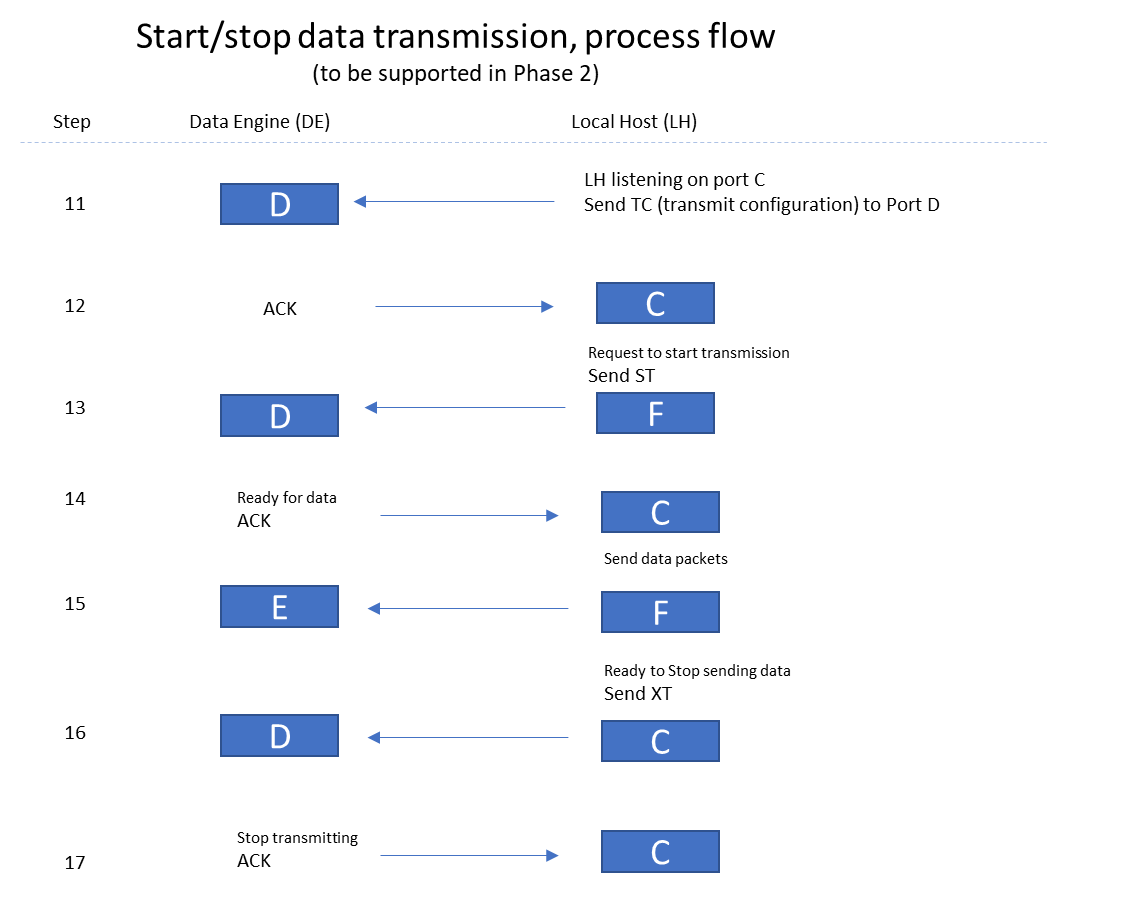 Start/stop data transmission, process flow
(to be supported in Phase 2)
Step Data Engine (DE) Local Host (LH)
LH listening on port C
11 D Send TC (transmit configuration) to Port D
12 ACK C
Request to start transmission
Send ST
13 D F
14 Ready for data
ACK C
Send data packets
15 E F
Ready to Stop sending data
Send XT
16 D C
Stop transmitting
17 ACK C